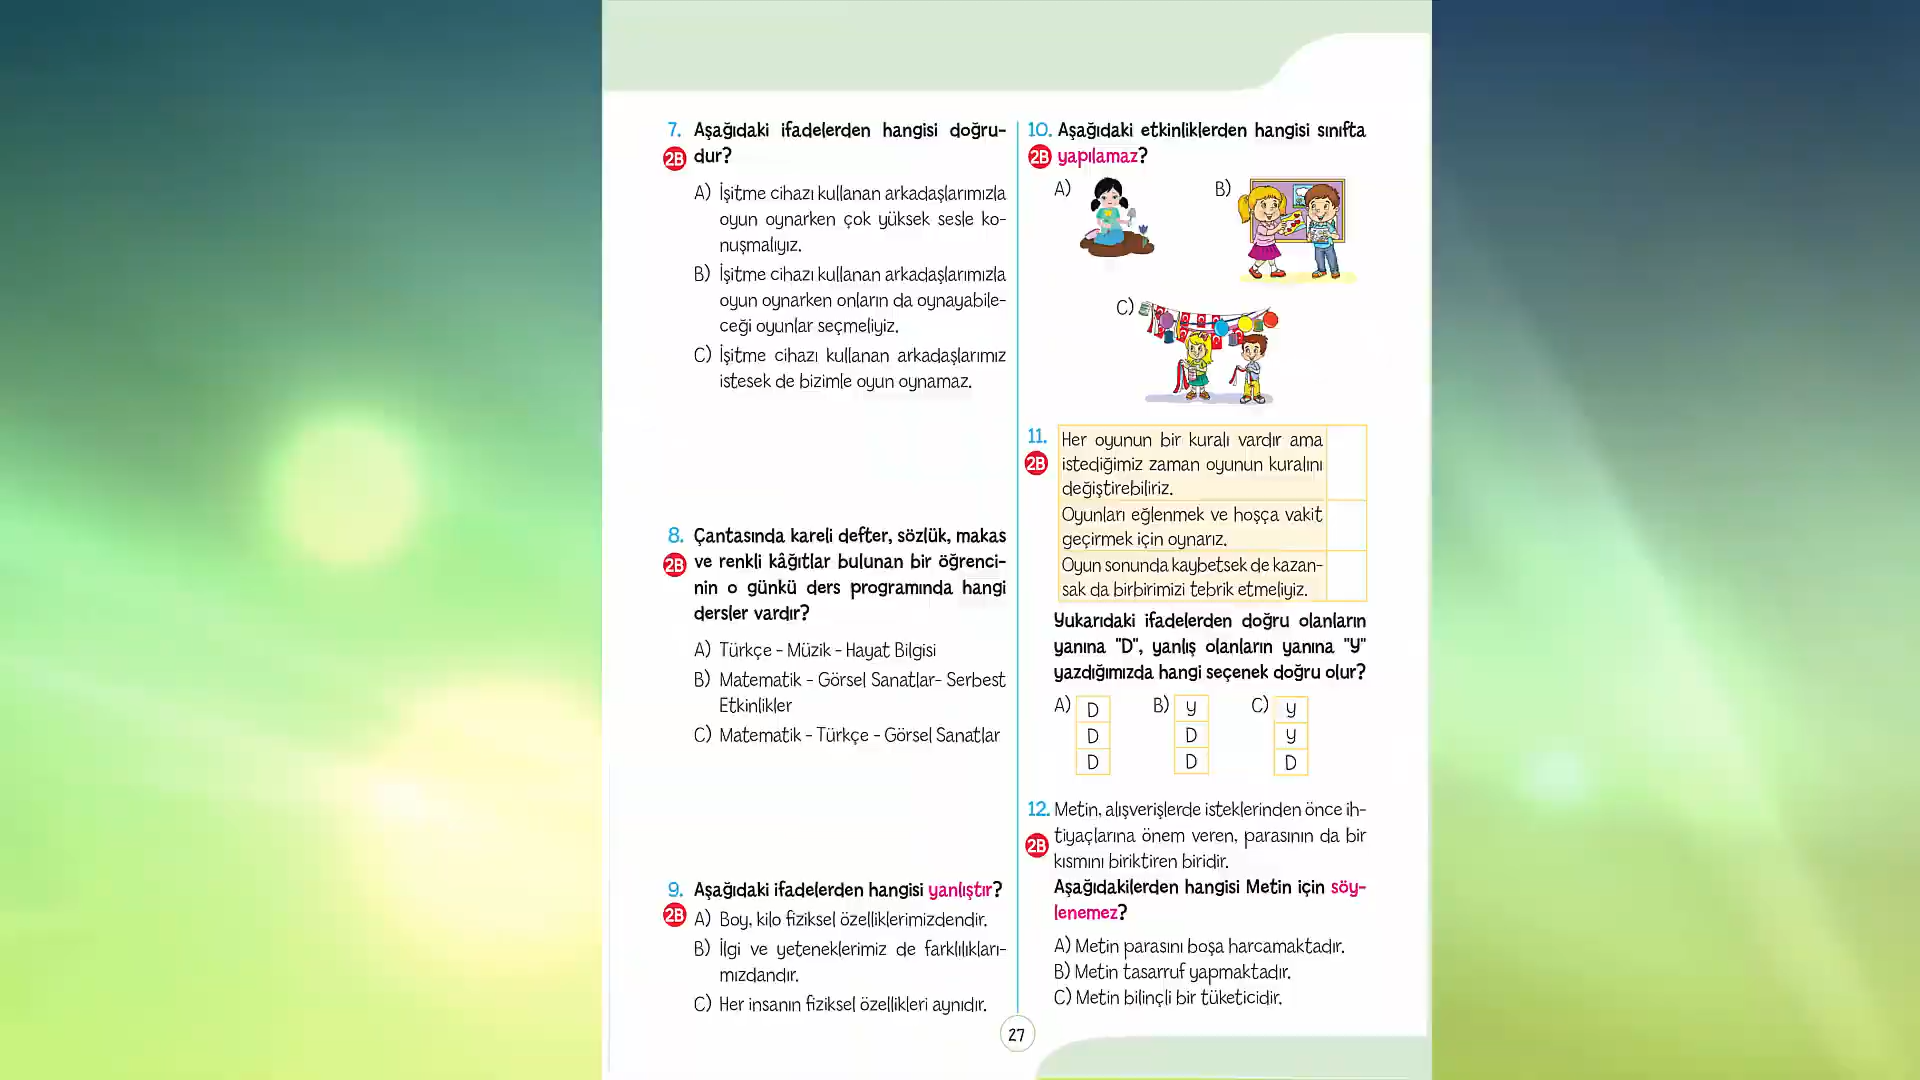 7. Aşağıdaki ifadelerden hangisi doğru-
2B dur?
A) İşitme cihazı kullanan arkadaşlarımızla
oyun oynarken çok yüksek sesle ko-
nuşmalıyız.
B) İşitme cihazı kullanan arkadaşlarımızla
oyun oynarken onların da oynayabile-
ceği oyunlar seçmeliyiz.
C) İşitme cihazı kullanan arkadaşlarımız
istesek de bizimle oyun oynamaz.
8. Çantasında kareli defter, sözlük, makas
2B ve renkli kâğıtlar bulunan bir öğrenci-
nin o günkü ders programında hangi
dersler vardır?
A) Türkçe - Müzik - Hayat Bilgisi
B) Matematik - Görsel Sanatlar- Serbest
Etkinlikler
C) Matematik - Türkçe - Görsel Sanatlar
9. Aşağıdaki ifadelerden hangisi yanlıştır?
2B A) Boy, kilo fiziksel özelliklerimizdendir.
B) İlgi ve yeteneklerimiz de farklılıkları-
mızdandır.
C) Her insanın fiziksel özellikleri aynıdır.
10. Aşağıdaki etkinliklerden hangisi sınıfta
2B yapılamaz?
A) B)
C)
11. Her oyunun bir kuralı vardır ama
2B istediğimiz zaman oyunun kuralını
değiştirebiliriz.
Oyunları eğlenmek ve hoşça vakit
geçirmek için oynarız.
Oyun sonunda kaybetsek de kazan-
sak da birbirimizi tebrik etmeliyiz.
Yukarıdaki ifadelerden doğru olanların
yanına "D", yanlış olanların yanına "Y"
yazdığımızda hangi seçenek doğru olur?
A) D B) Y C) Y
D D Y
D D D
12. Metin, alışverişlerde isteklerinden önce ih-
2B tiyaçlarına önem veren, parasının da bir
kısmını biriktiren biridir.
Aşağıdakilerden hangisi Metin için söy-
lenemez?
A) Metin parasını boşa harcamaktadır.
B) Metin tasarruf yapmaktadır.
C) Metin bilinçli bir tüketicidir.
27